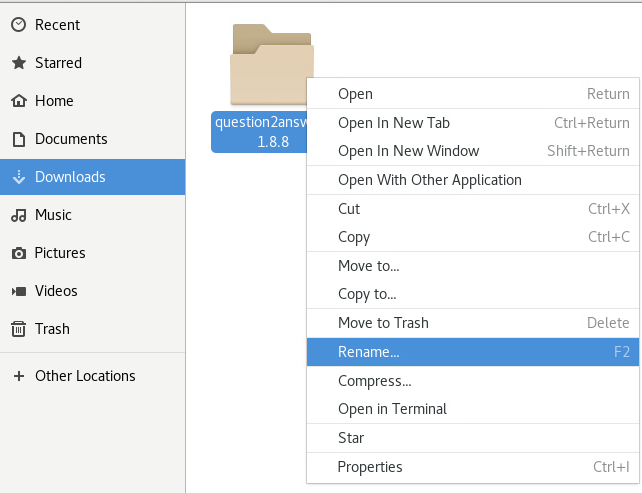 Recent
Starred
Home
Documents
Downloads
Music
Pictures
Videos
Trash
Other Locations
1.8.8
Open Return
Open In New Tab Ctrl+Return
Open In New Window Shift+Return
Open With Other Application
Cut Ctrl+X
Copy Ctrl+C
Move to...
Copy to...
Move to Trash Delete
Rename... F2
Compress...
Open in Terminal
Star
Properties Ctrl+I